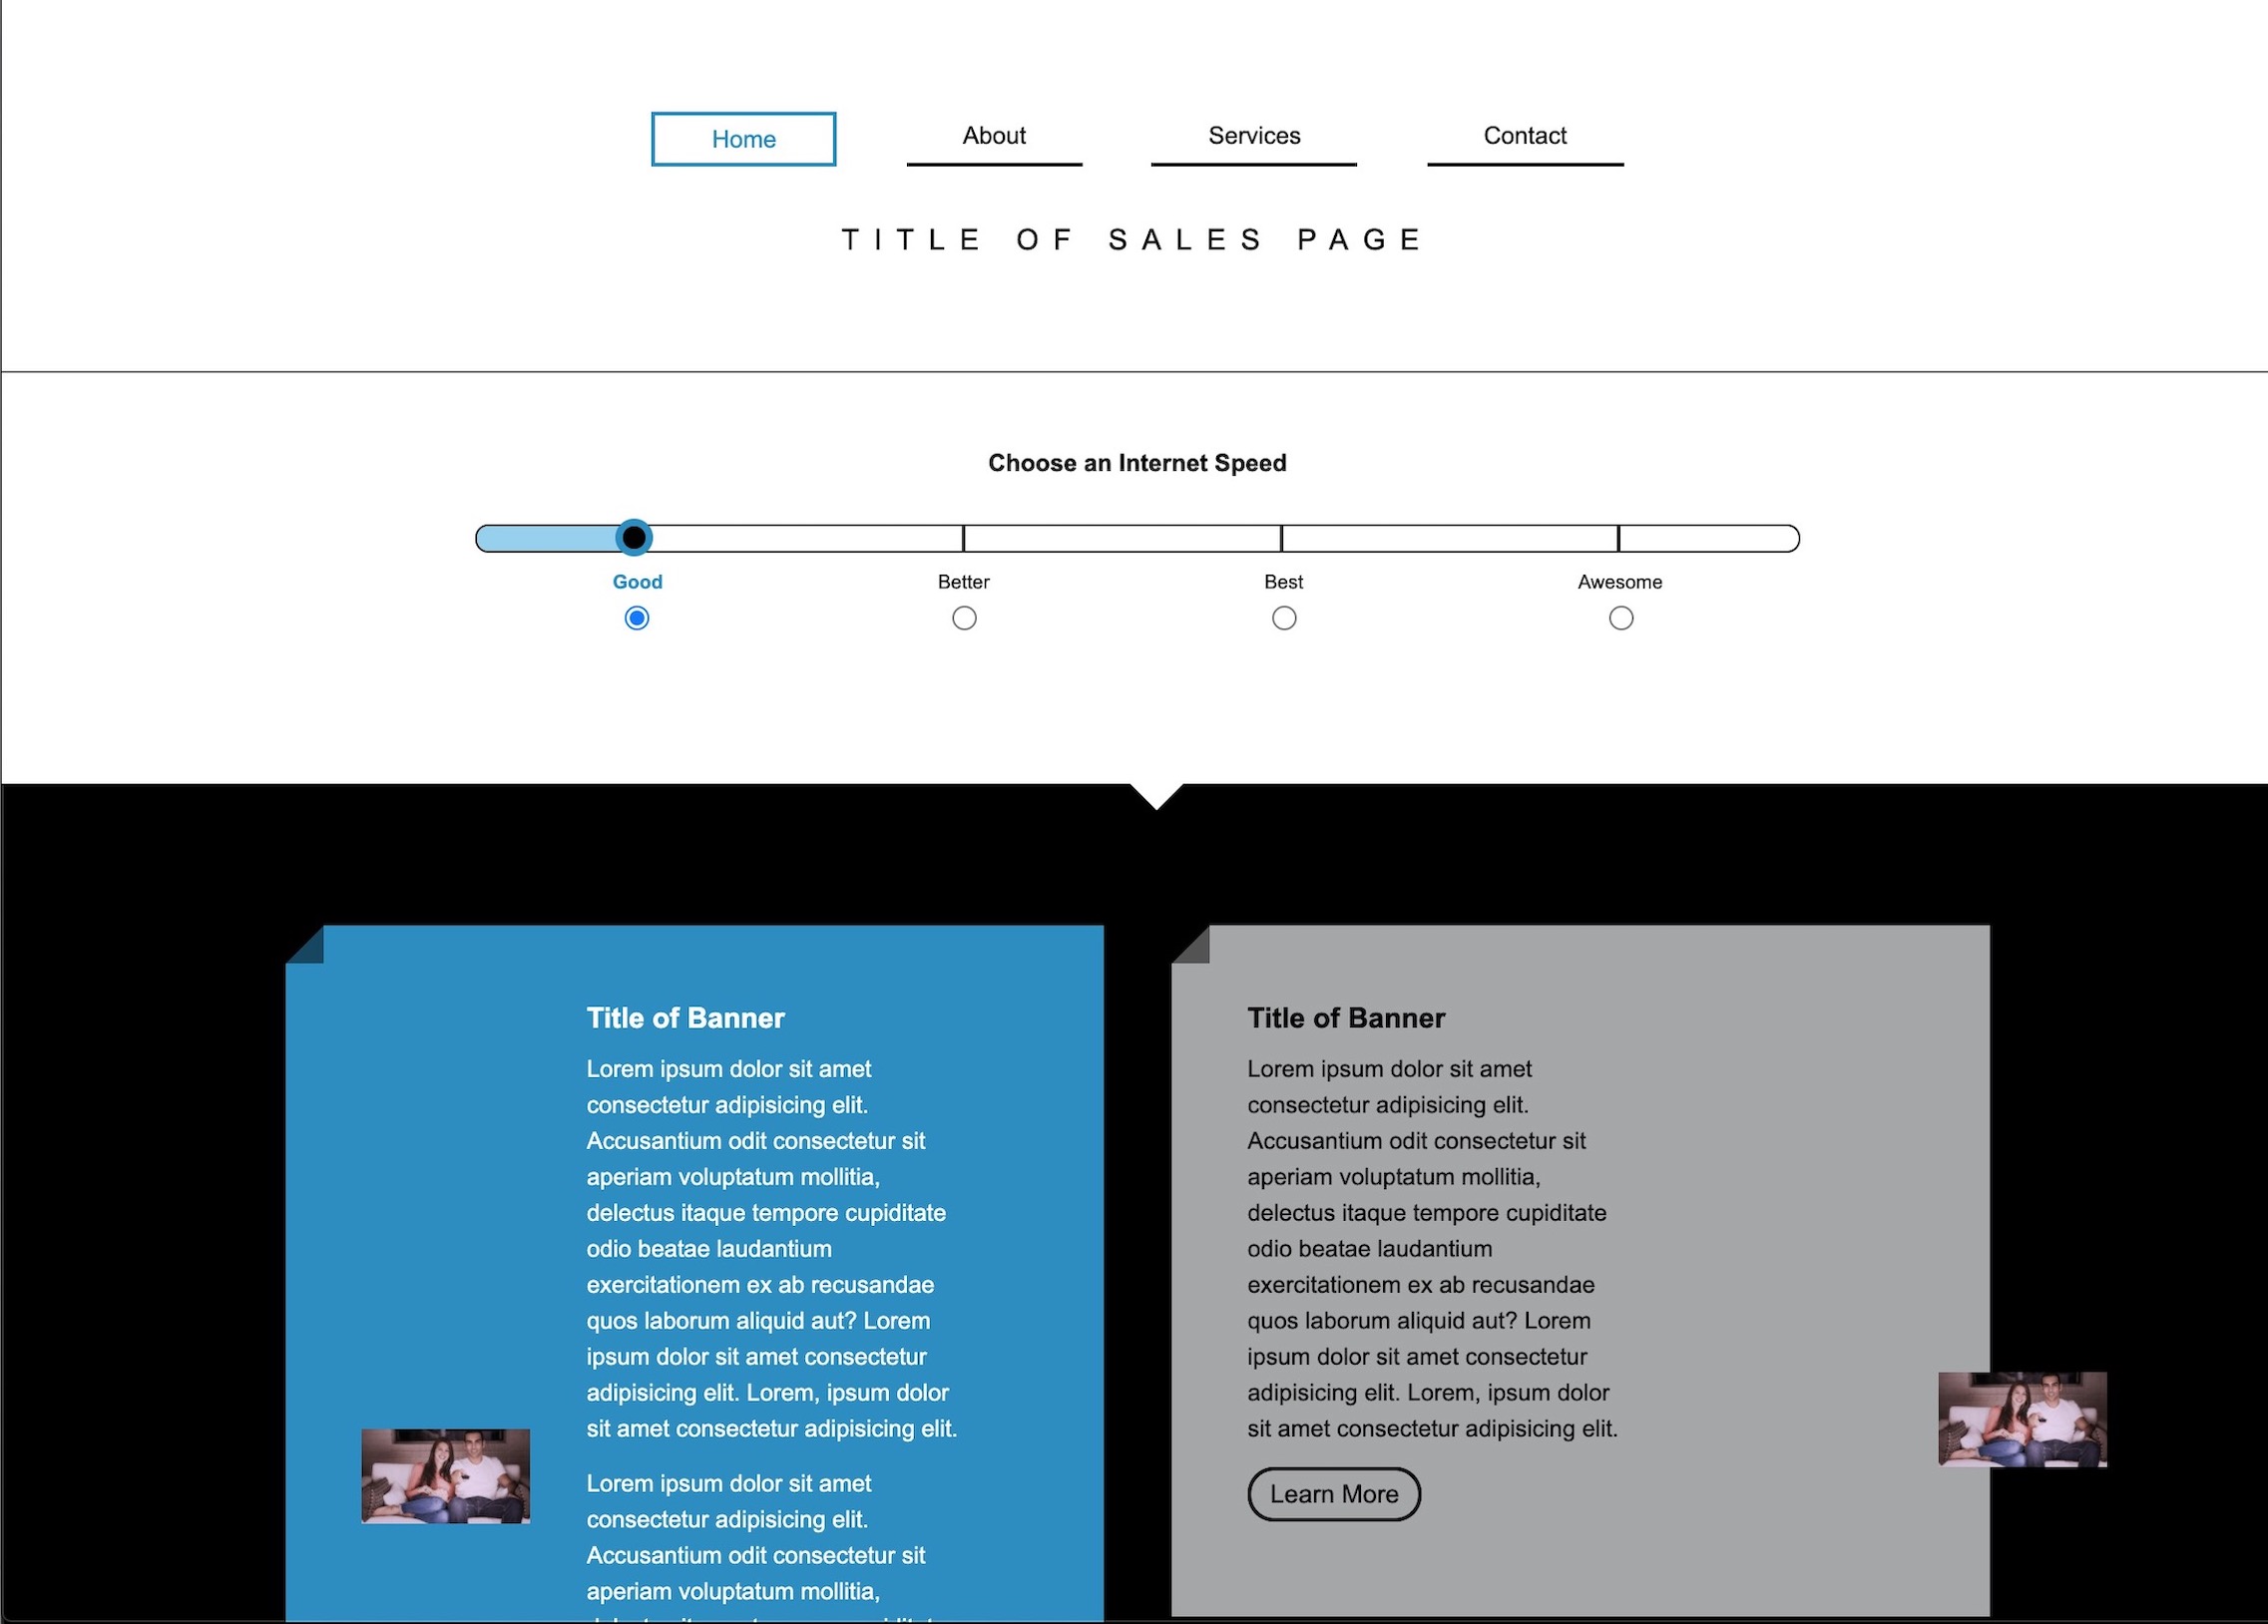 Home About Services Contact
TITLE OF SALES PAGE
Choose an Internet Speed
Good Better Best Awesome
Title of Banner
Lorem ipsum dolor sit amet
consectetur adipisicing elit.
Accusantium odit consectetur sit
aperiam voluptatum mollitia,
delectus itaque tempore cupiditate
odio beatae laudantium
exercitationem ex ab recusandae
quos laborum aliquid aut? Lorem
ipsum dolor sit amet consectetur
adipisicing elit. Lorem, ipsum dolor
sit amet consectetur adipisicing elit.
Lorem ipsum dolor sit amet
consectetur adipisicing elit.
Accusantium odit consectetur sit
aperiam voluptatum mollitia,
Title of Banner
Lorem ipsum dolor sit amet
consectetur adipisicing elit.
Accusantium odit consectetur sit
aperiam voluptatum mollitia,
delectus itaque tempore cupiditate
odio beatae laudantium
exercitationem ex ab recusandae
quos laborum aliquid aut? Lorem
ipsum dolor sit amet consectetur
adipisicing elit. Lorem, ipsum dolor
sit amet consectetur adipisicing elit.
Learn More